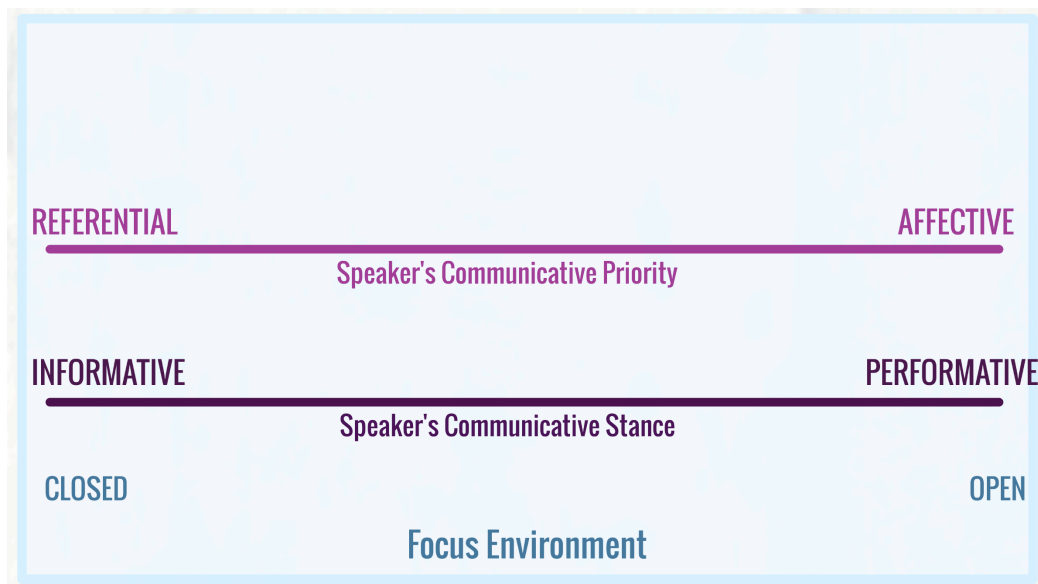 REFERENTIAL AFFECTIVE
Speaker's Communicative Priority
INFORMATIVE PERFORMATIVE
Speaker's Communicative Stance
CLOSED OPEN
Focus Environment